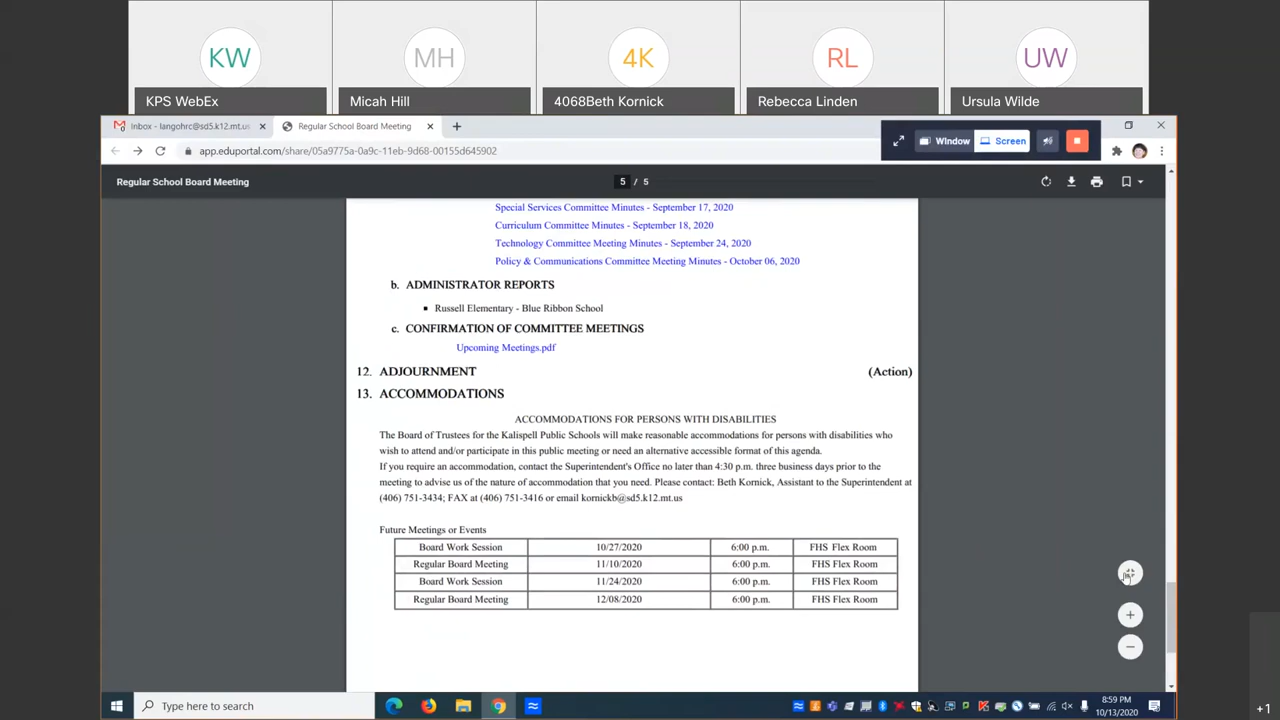 KW
MH
4K
RL
UW
KPS WebEx
Micah Hill
4068Beth Kornick
Rebecca Linden
Ursula Wilde
Inbox - langohrc@sd5.k12.mt.us
Regular School Board Meeting
Window
Screen
app.eduportal.com/share/05a9775a-0a9c-11eb-9d68-00155d645902
Regular School Board Meeting
5 / 5
Special Services Committee Minutes - September 17, 2020
Curriculum Committee Minutes - September 18, 2020
Technology Committee Meeting Minutes - September 24, 2020
Policy & Communications Committee Meeting Minutes - October 06, 2020
b. ADMINISTRATOR REPORTS
Russell Elementary - Blue Ribbon School
c. CONFIRMATION OF COMMITTEE MEETINGS
Upcoming Meetings.pdf
12. ADJOURNMENT (Action)
13. ACCOMMODATIONS
ACCOMMODATIONS FOR PERSONS WITH DISABILITIES
The Board of Trustees for the Kalispell Public Schools will make reasonable accommodations for persons with disabilities who
wish to attend and/or participate in this public meeting or need an alternative accessible format of this agenda.
If you require an accommodation, contact the Superintendent's Office no later than 4:30 p.m. three business days prior to the
meeting to advise us of the nature of accommodation that you need. Please contact: Beth Kornick, Assistant to the Superintendent at
(406) 751-3434; FAX at (406) 751-3416 or email kornickb@sd5.k12.mt.us
Future Meetings or Events
Board Work Session 10/27/2020 6:00 p.m. FHS Flex Room
Regular Board Meeting 11/10/2020 6:00 p.m. FHS Flex Room
Board Work Session 11/24/2020 6:00 p.m. FHS Flex Room
Regular Board Meeting 12/08/2020 6:00 p.m. FHS Flex Room
Type here to search
8:59 PM
10/13/2020
+1